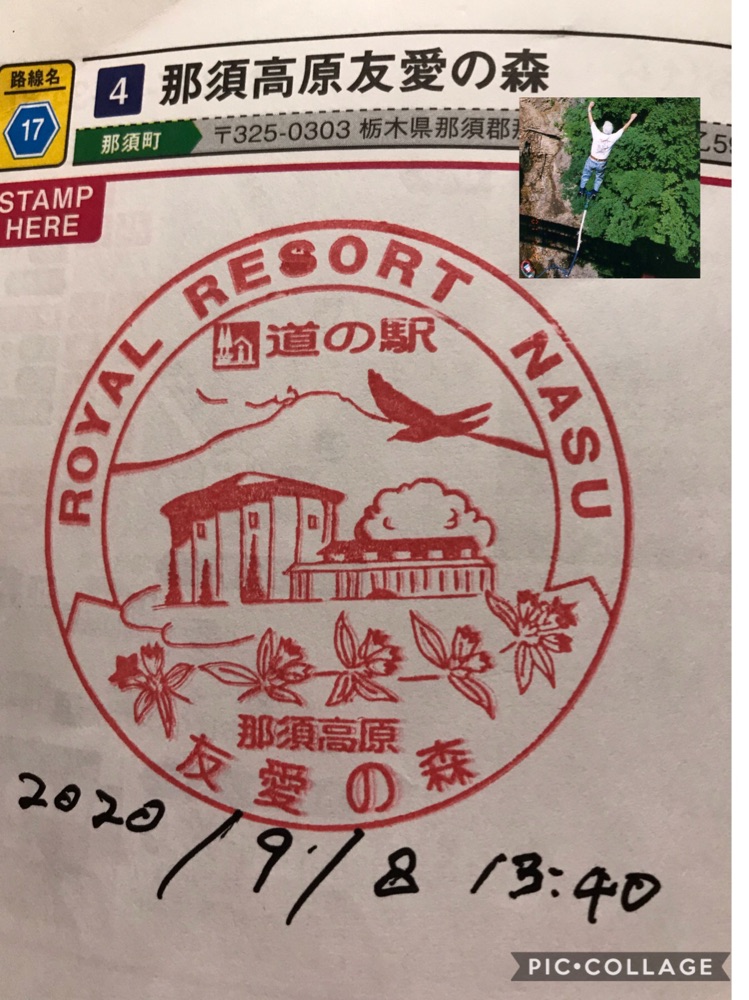 路線名
17
4 那須高原友愛の森
那須町
〒325-0303 栃木県那須郡
STAMP
HERE
ROYAL RESORT NASU
道の駅
那須高原
友愛の森
2020/9/8 13:40
PIC•COLLAGE